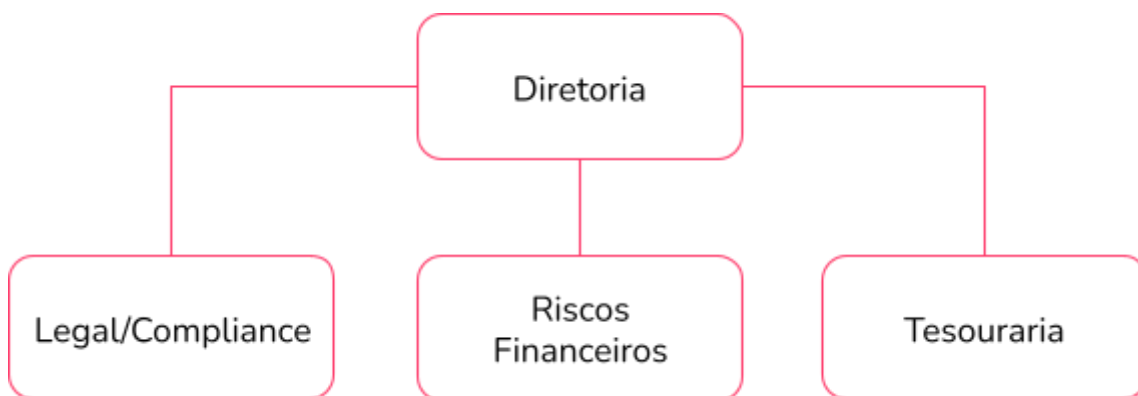 Diretoria
Legal/Compliance
Riscos
Financeiros
Tesouraria